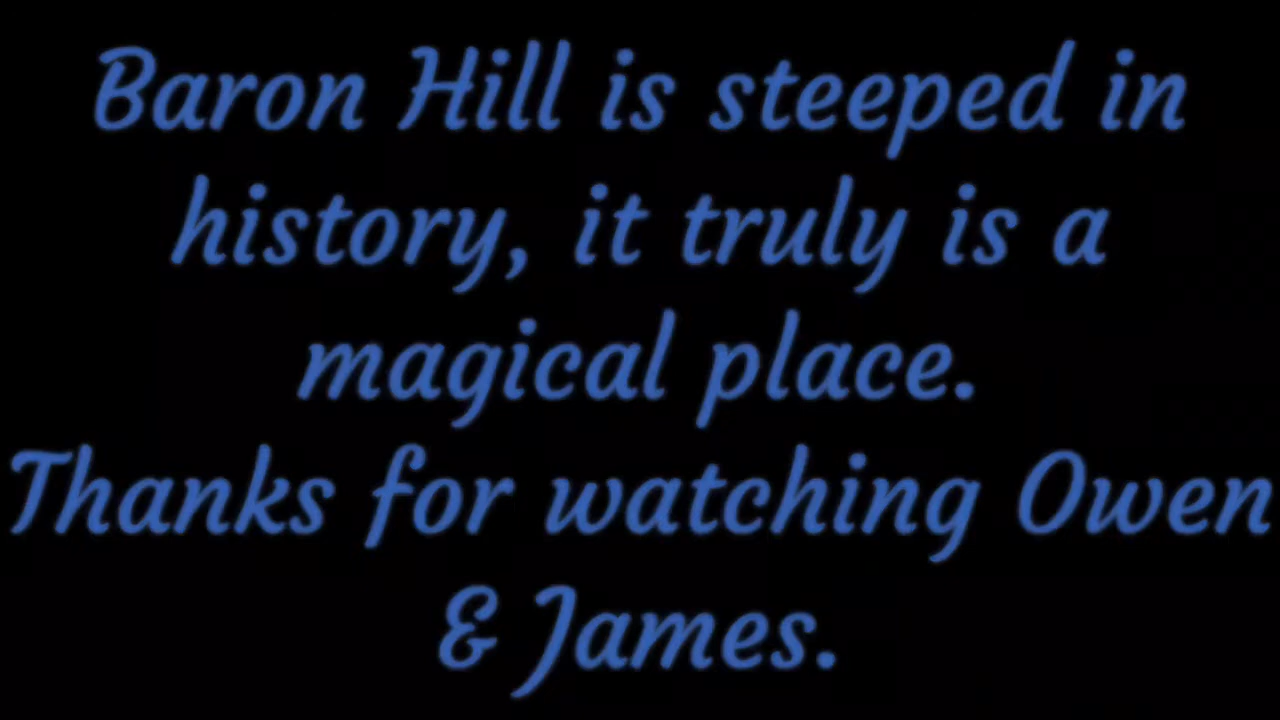 Baron Hill is steeped in
history, it truly is a
magical place.
Thanks for watching Owen
& James.